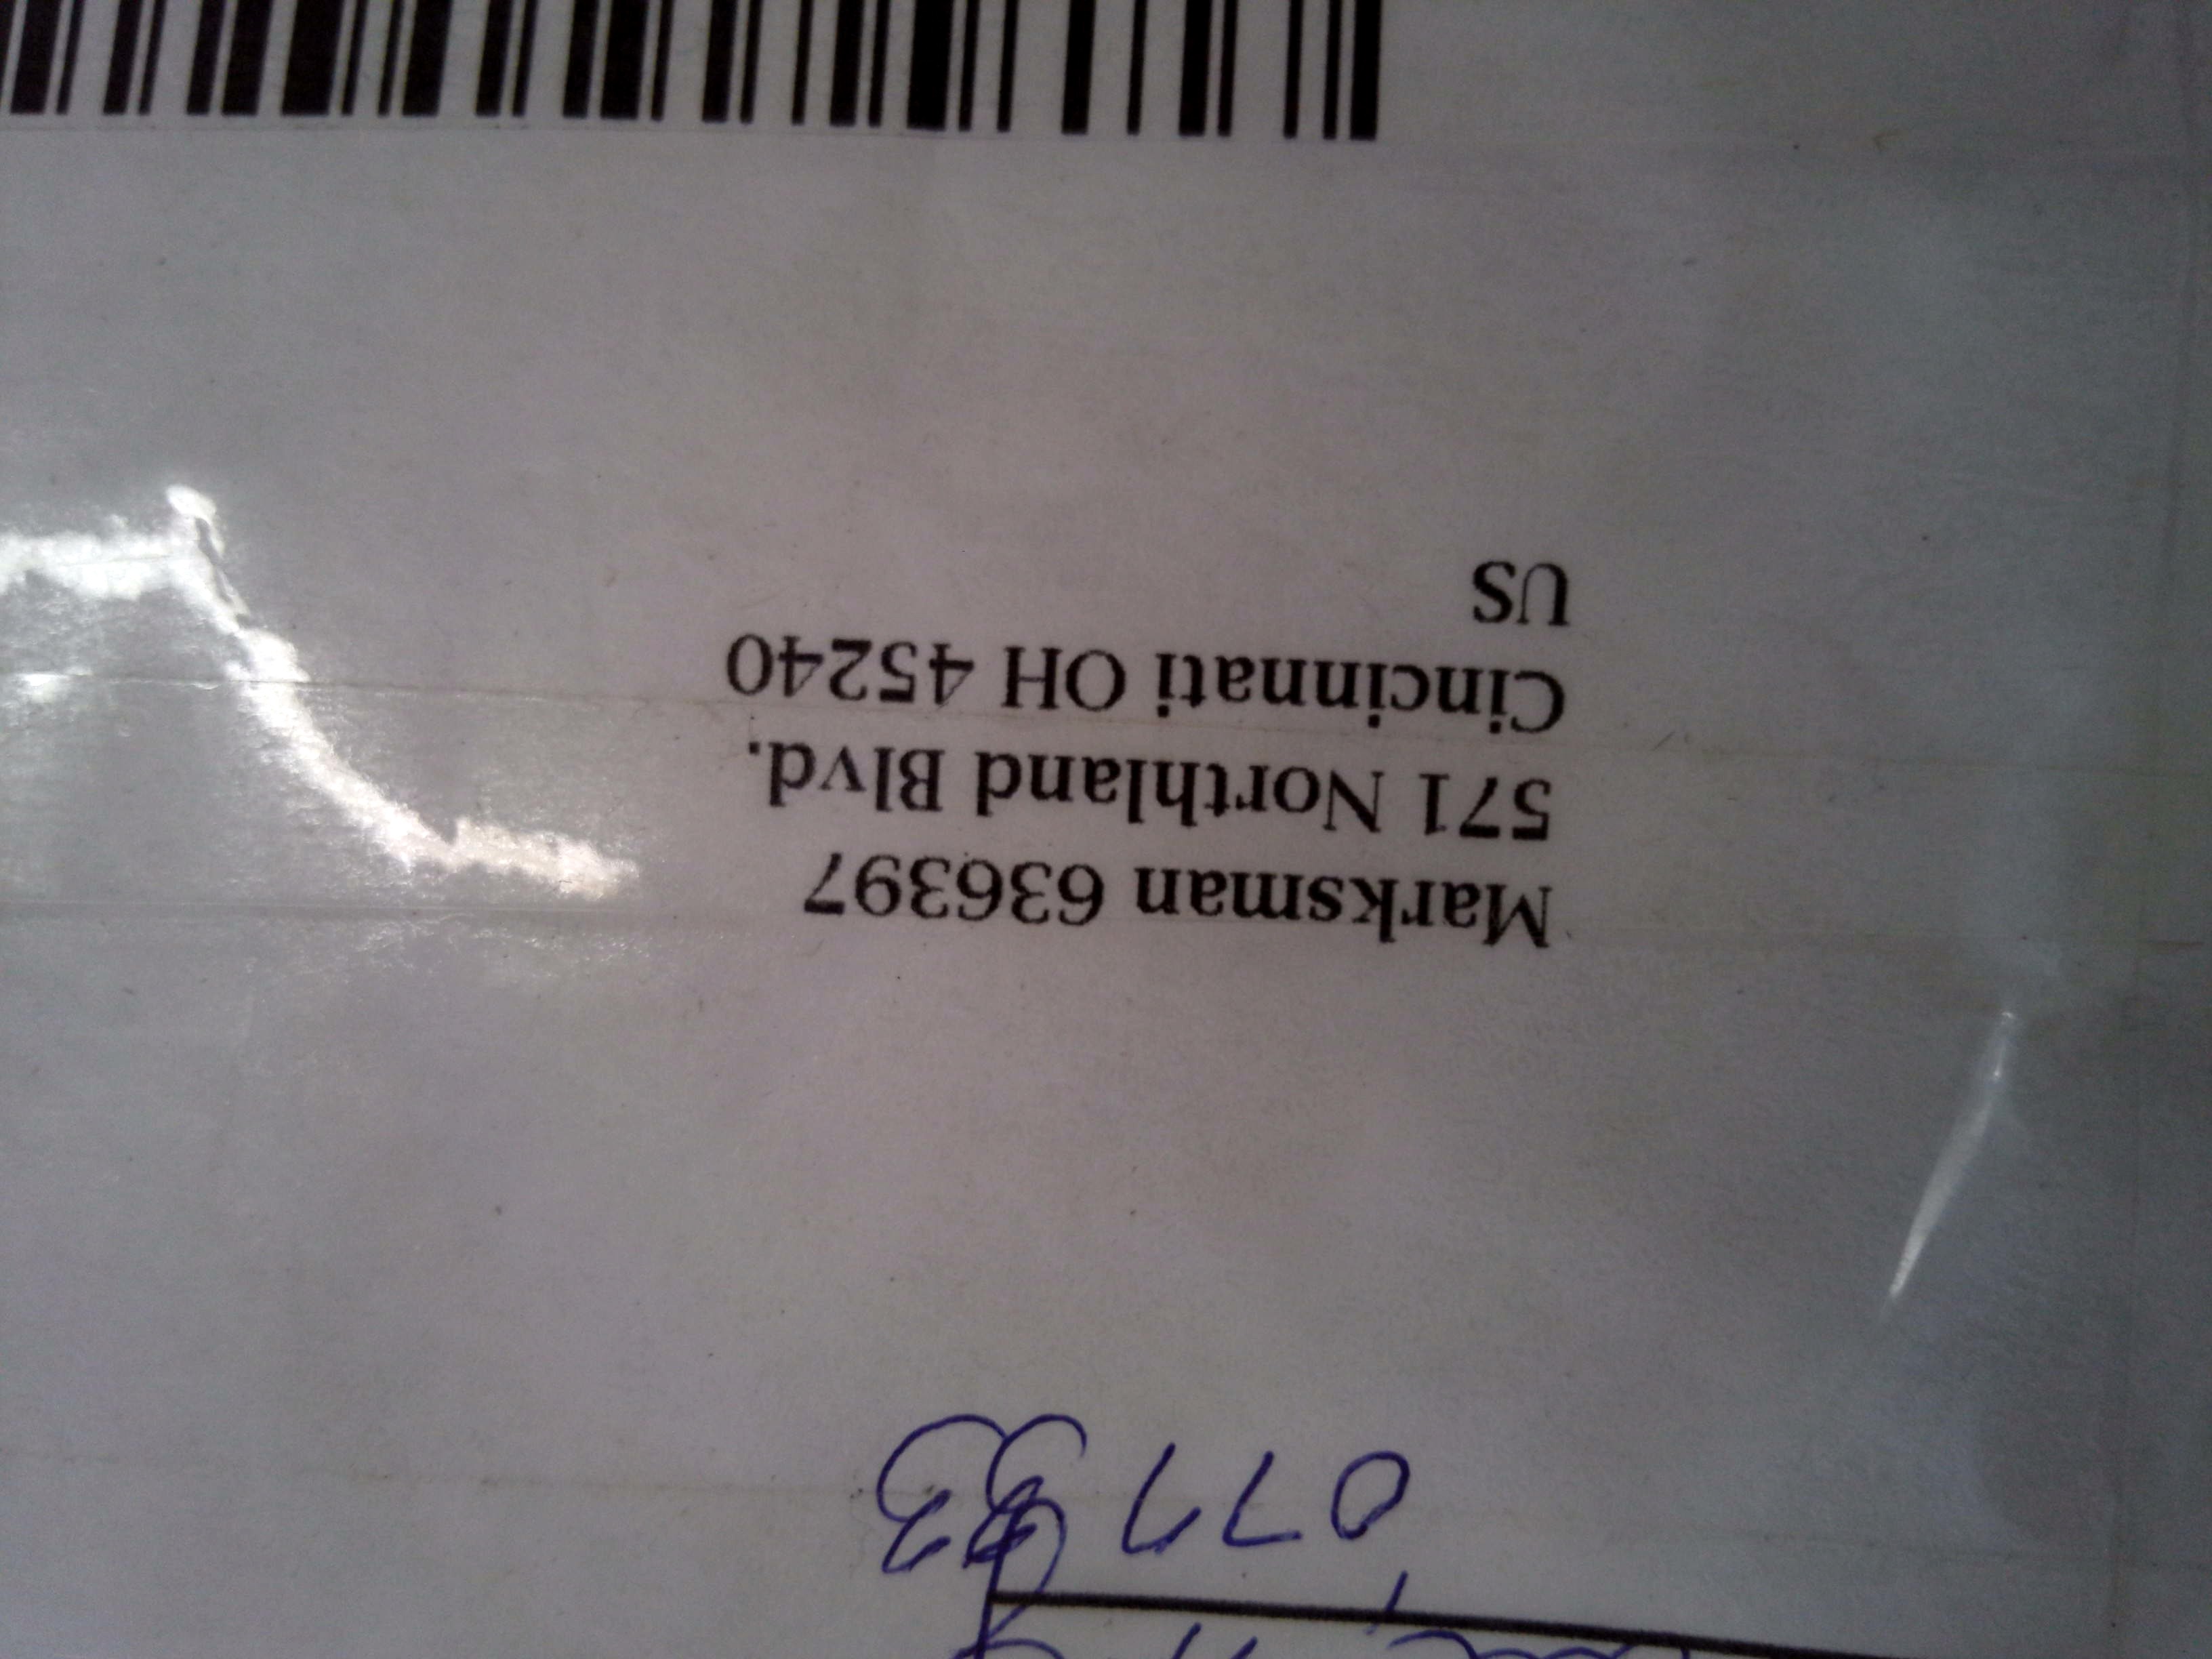 07733
Marksman 636397
571 Northland Blvd.
Cincinnati OH 45240
US